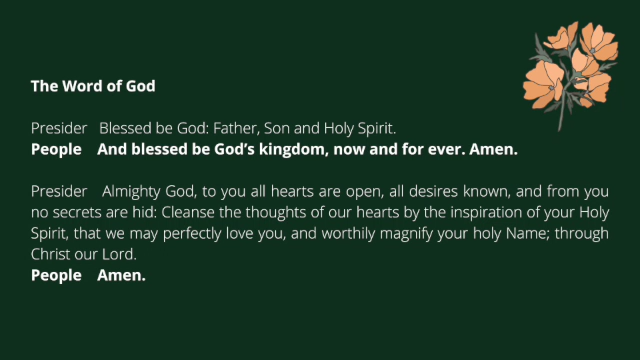 The Word of God
Presider Blessed be God: Father, Son and Holy Spirit.
People And blessed be God’s kingdom, now and for ever. Amen.
Presider Almighty God, to you all hearts are open, all desires known, and from you
no secrets are hid: Cleanse the thoughts of our hearts by the inspiration of your Holy
Spirit, that we may perfectly love you, and worthily magnify your holy Name; through
Christ our Lord.
People Amen.